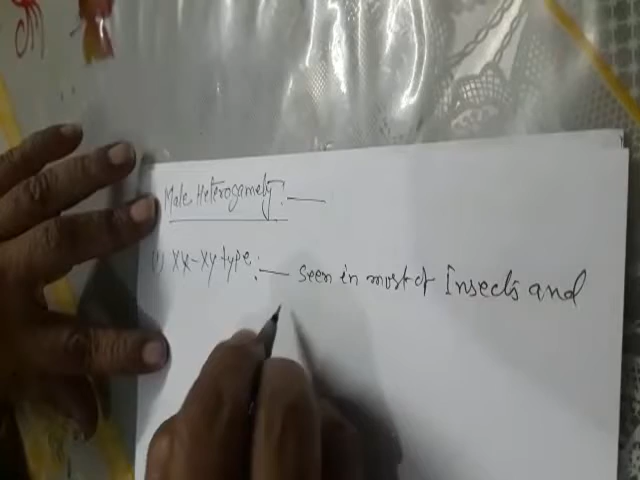 Male Heterogamety:—
(i) XX-Xy type:— Seen in most of Insects and